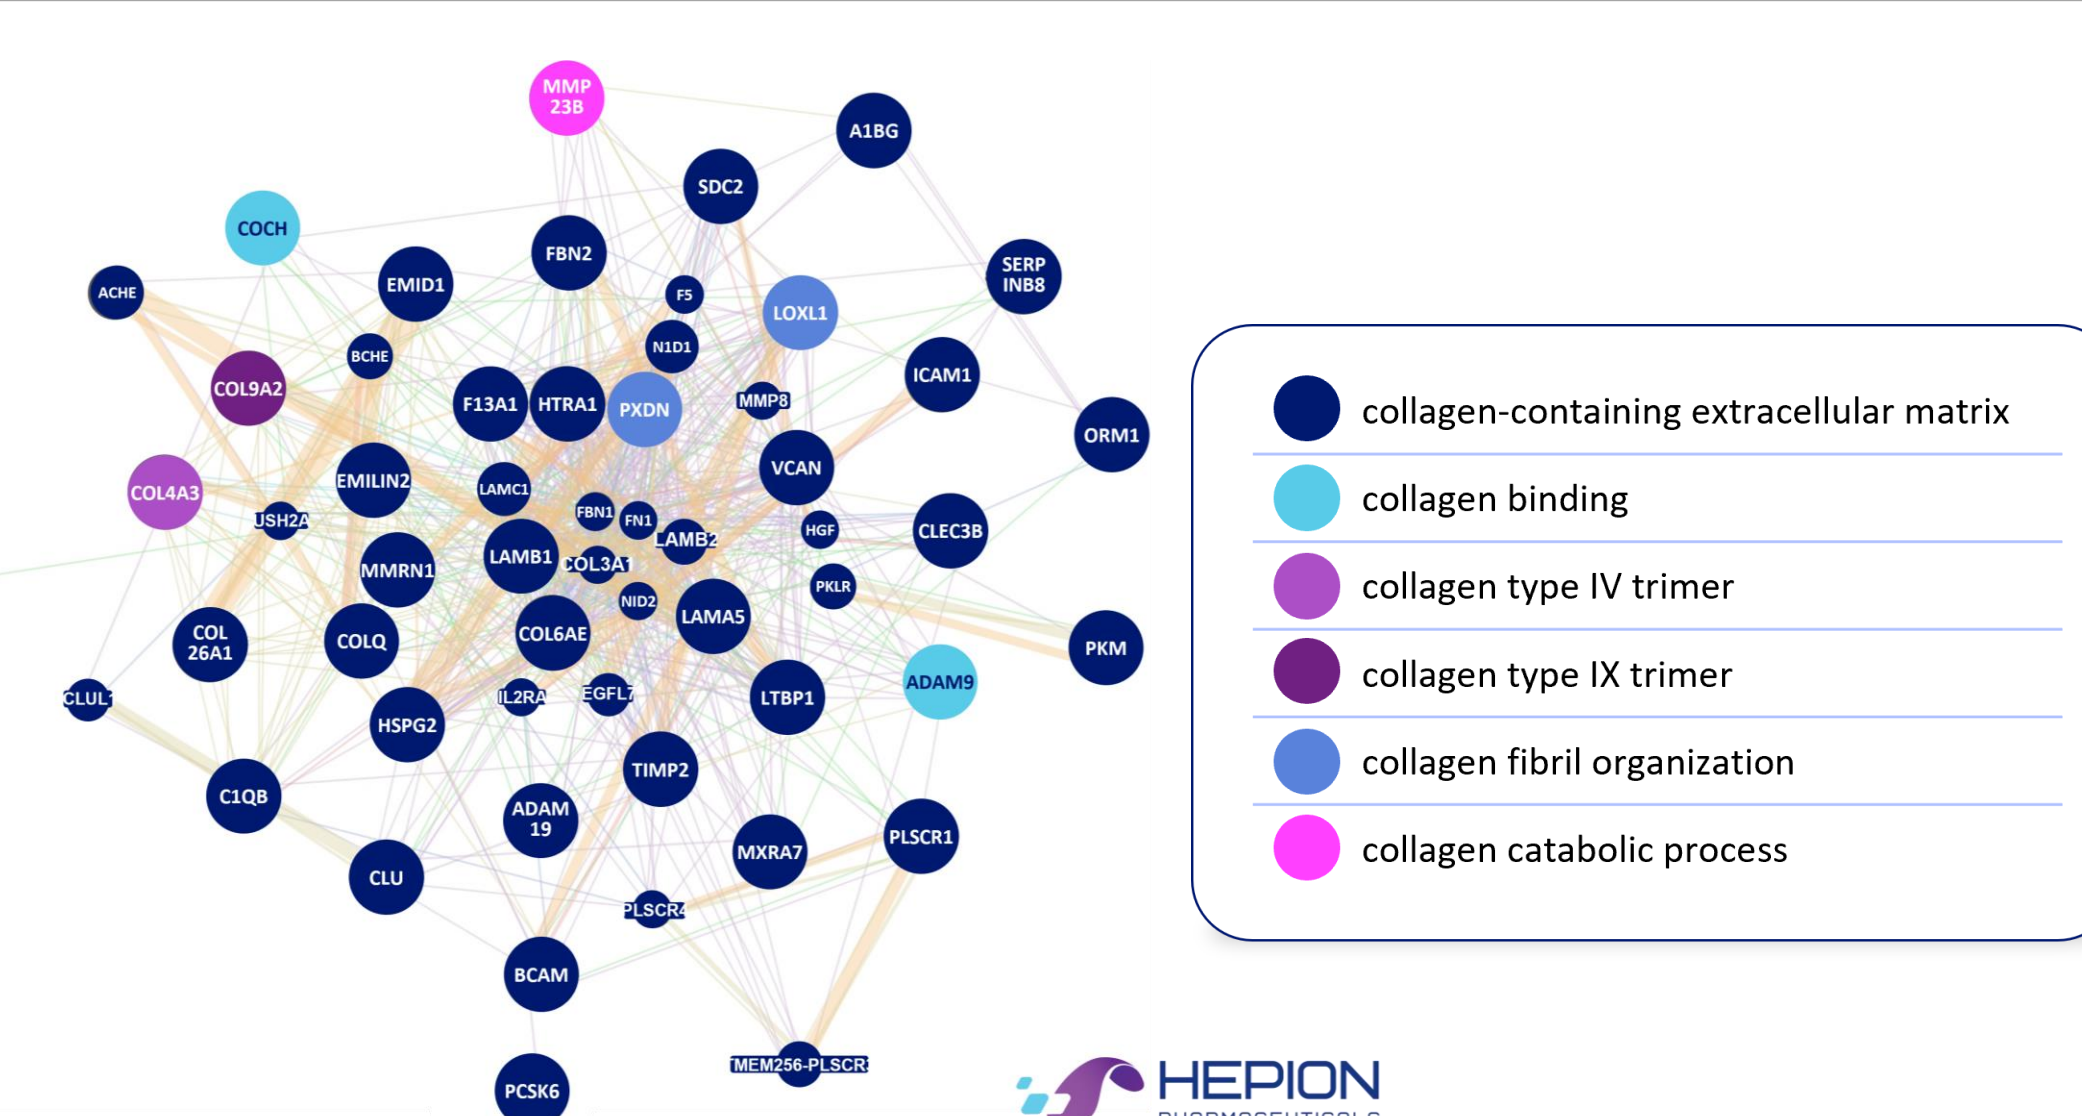 MMP
23B
A1BG
SDC2
COCH
FBN2
EMID1
SERP
INB8
ACHE
F5
LOXL1
N1D1
BCHE
ICAM1
COL9A2
F13A1
HTRA1
PXDN
MMP8
ORM1
VCAN
EMILIN2
LAMC1
COL4A3
FBN1
FN1
USH2A
HGF
CLEC3B
LAMB2
LAMB1
COL3A1
MMRN1
PKLR
NID2
LAMA5
COL6AE
COL
26A1
COLQ
PKM
ADAM9
EGFL7
IL2RA
LTBP1
CLUL1
HSPG2
TIMP2
C1QB
ADAM
19
PLSCR1
MXRA7
CLU
PLSCR4
BCAM
TMEM256-PLSCR3
PCSK6
collagen-containing extracellular matrix
collagen binding
collagen type IV trimer
collagen type IX trimer
collagen fibril organization
collagen catabolic process
HEPION
PHARMACEUTICALS